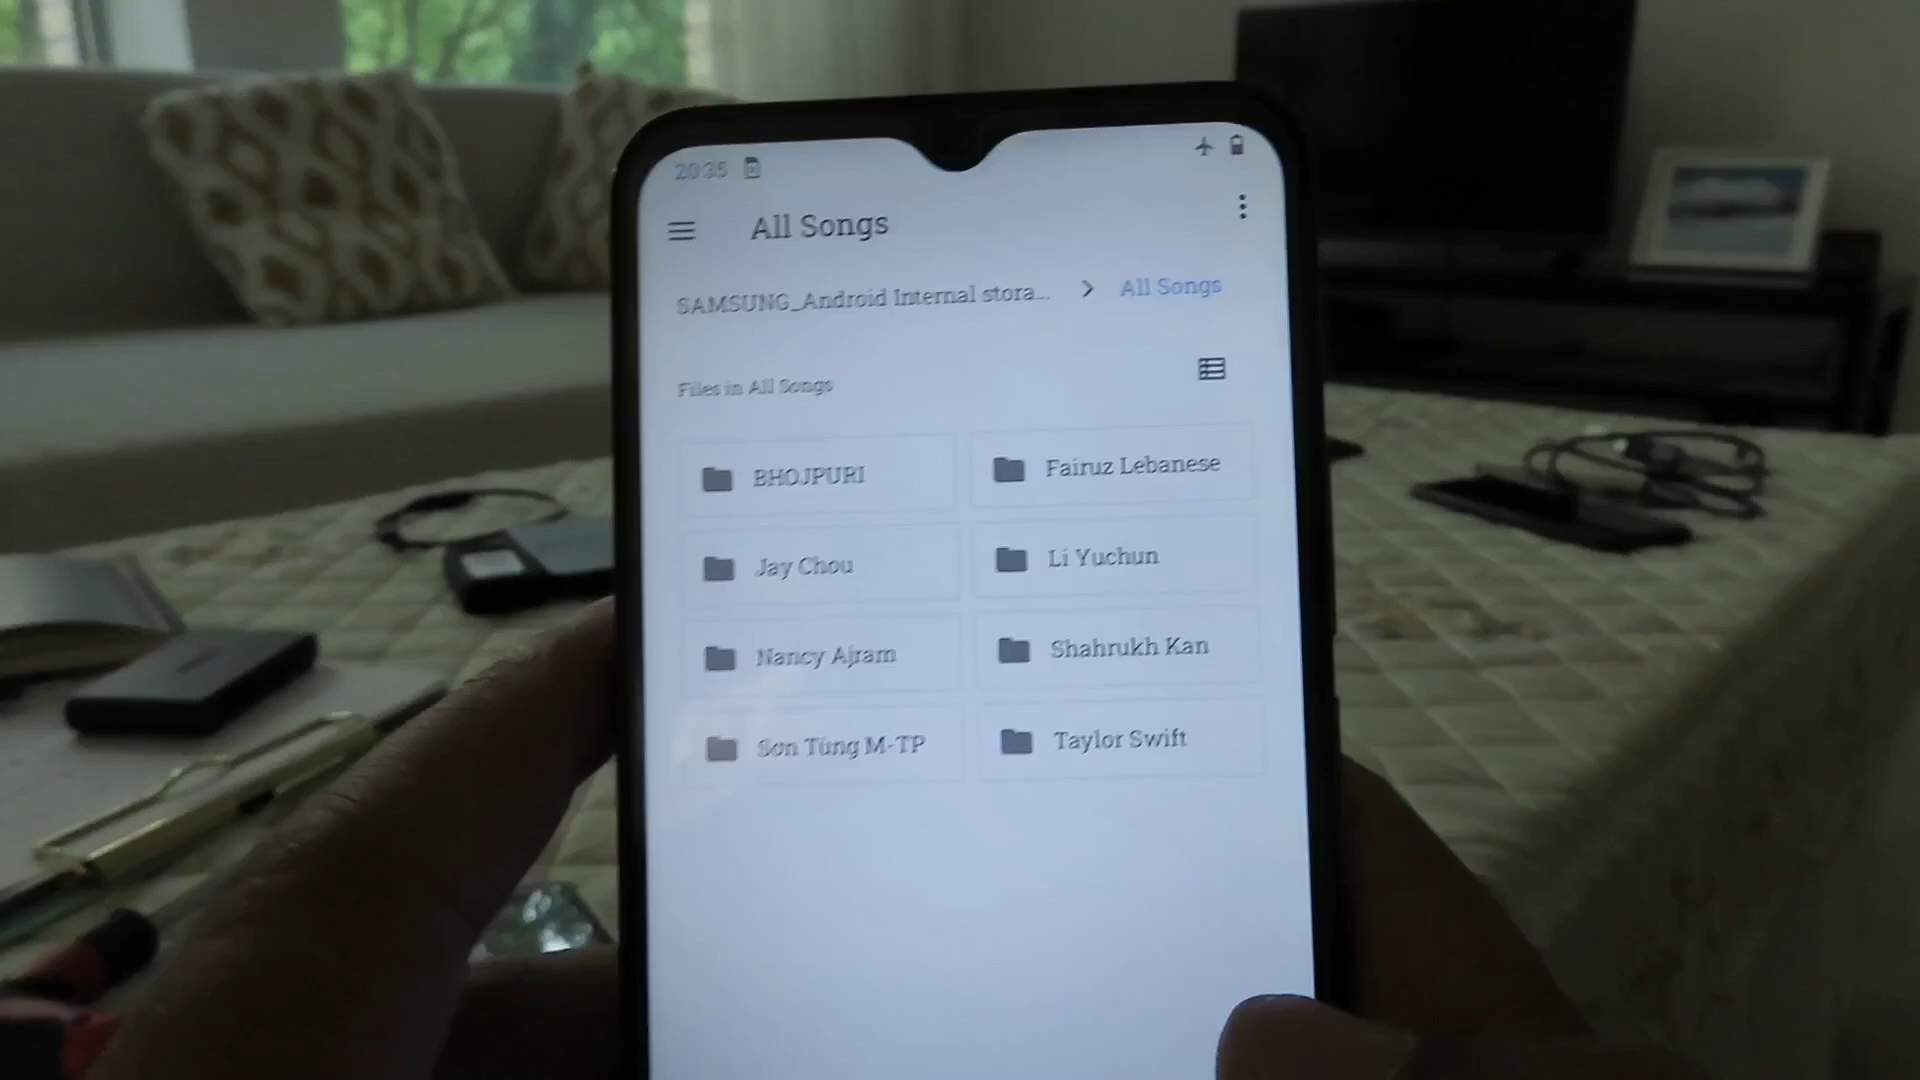 20:35
All Songs
SAMSUNG_Android Internal stora... > All Songs
Files in All Songs
BHOJPURI
Fairuz Lebanese
Jay Chou
Li Yuchun
Nancy Ajram
Shahrukh Kan
Sơn Tùng M-TP
Taylor Swift